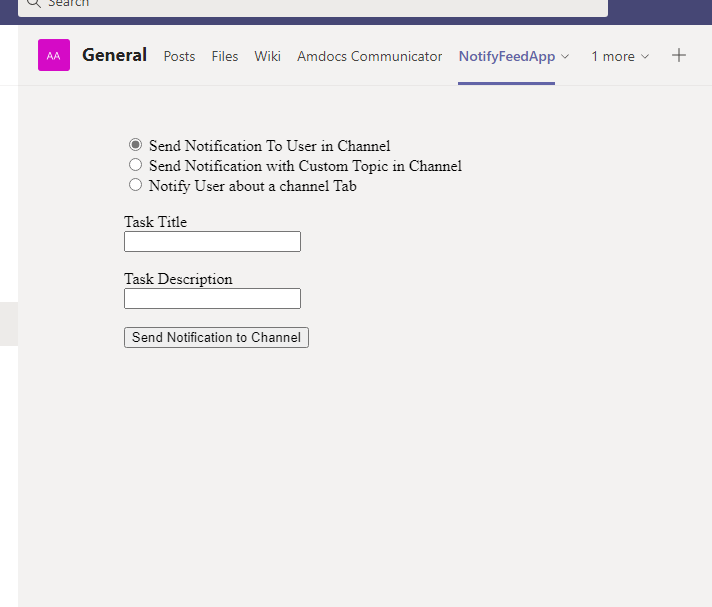 Search
AA General Posts Files Wiki Amdocs Communicator NotifyFeedApp 1 more
Send Notification To User in Channel
Send Notification with Custom Topic in Channel
Notify User about a channel Tab
Task Title
Task Description
Send Notification to Channel